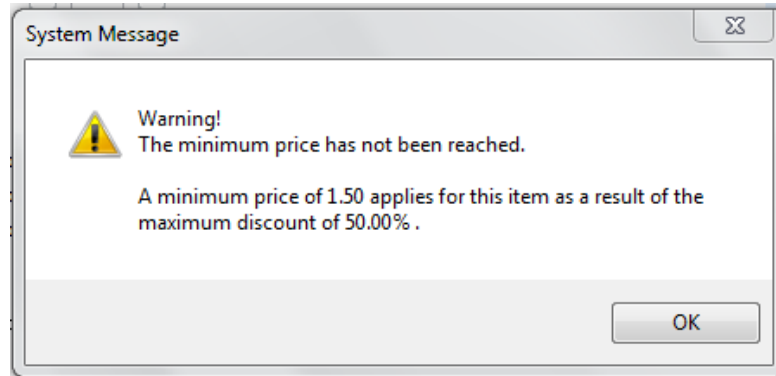 System Message
Warning!
The minimum price has not been reached.
A minimum price of 1.50 applies for this item as a result of the
maximum discount of 50.00% .
OK